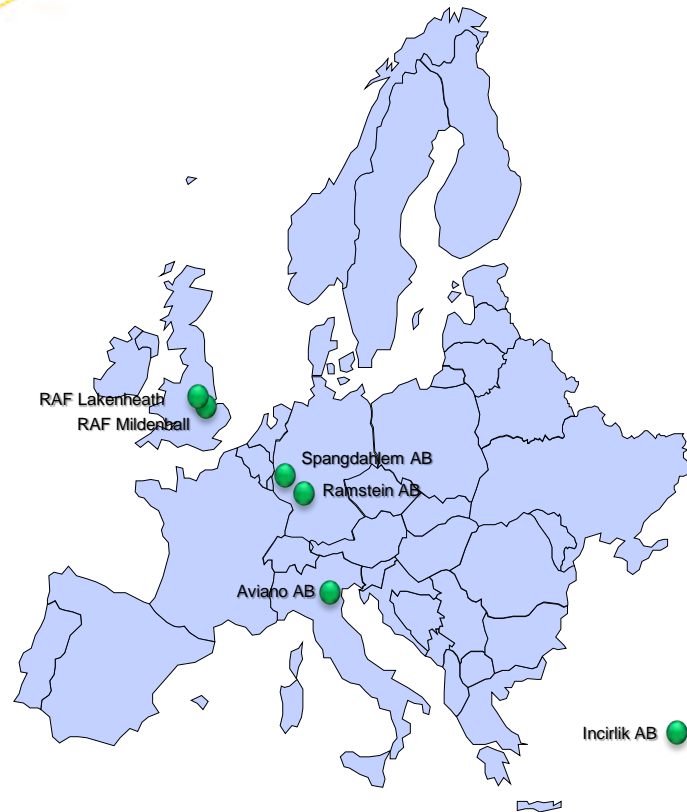 RAF Lakenheath
RAF Mildenhall
Spangdahlem AB
Ramstein AB
Aviano AB
Incirlik AB